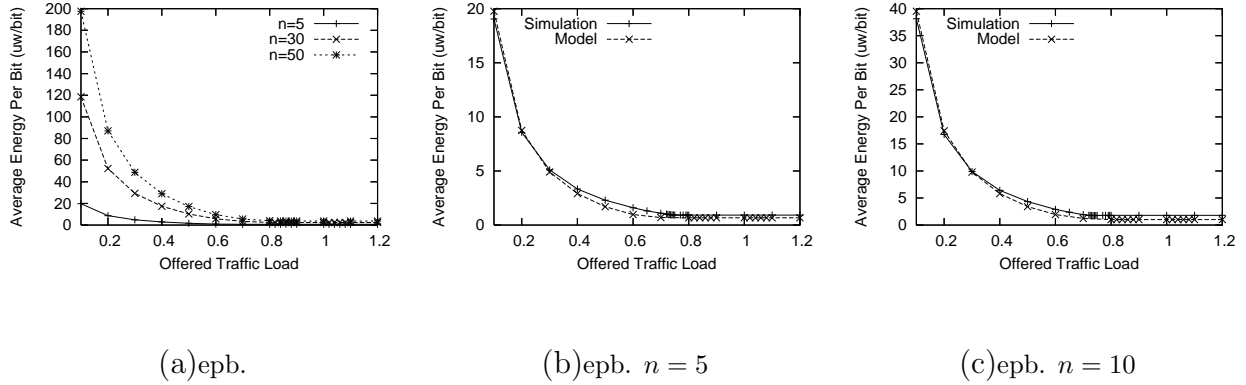 Average Energy Per Bit (uw/bit)
200
180
160
140
120
100
80
60
40
20
0
n=5
n=30
n=50
0.2 0.4 0.6 0.8 1 1.2
Offered Traffic Load
(a)epb.
Average Energy Per Bit (uw/bit)
20
15
10
5
0
Simulation
Model
0.2 0.4 0.6 0.8 1 1.2
Offered Traffic Load
(b)epb. n = 5
Average Energy Per Bit (uw/bit)
40
35
30
25
20
15
10
5
0
Simulation
Model
0.2 0.4 0.6 0.8 1 1.2
Offered Traffic Load
(c)epb. n = 10